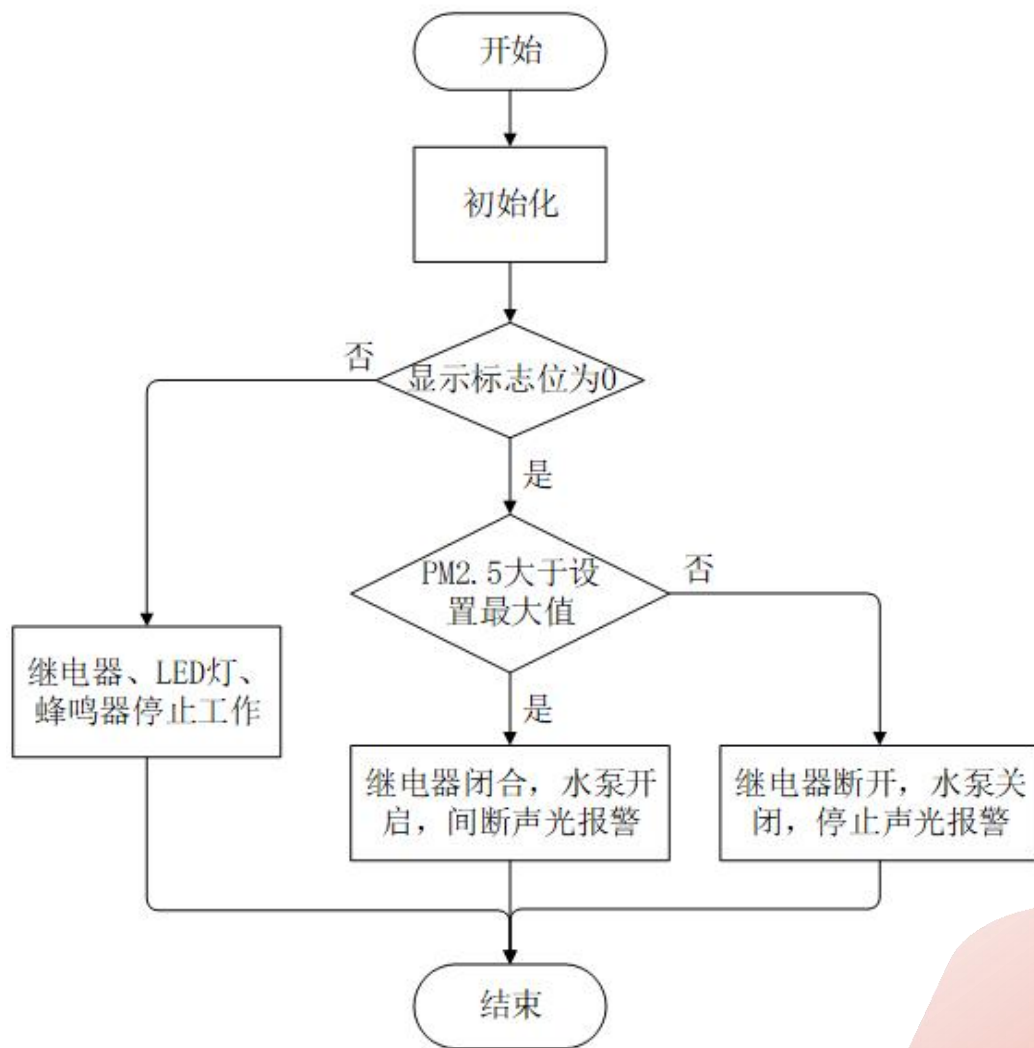 开始
初始化
否
显示标志位为0
是
PM2.5大于设
置最大值
否
继电器、LED灯、
蜂鸣器停止工作
是
继电器闭合，水泵开
启，间断声光报警
继电器断开，水泵关
闭，停止声光报警
结束